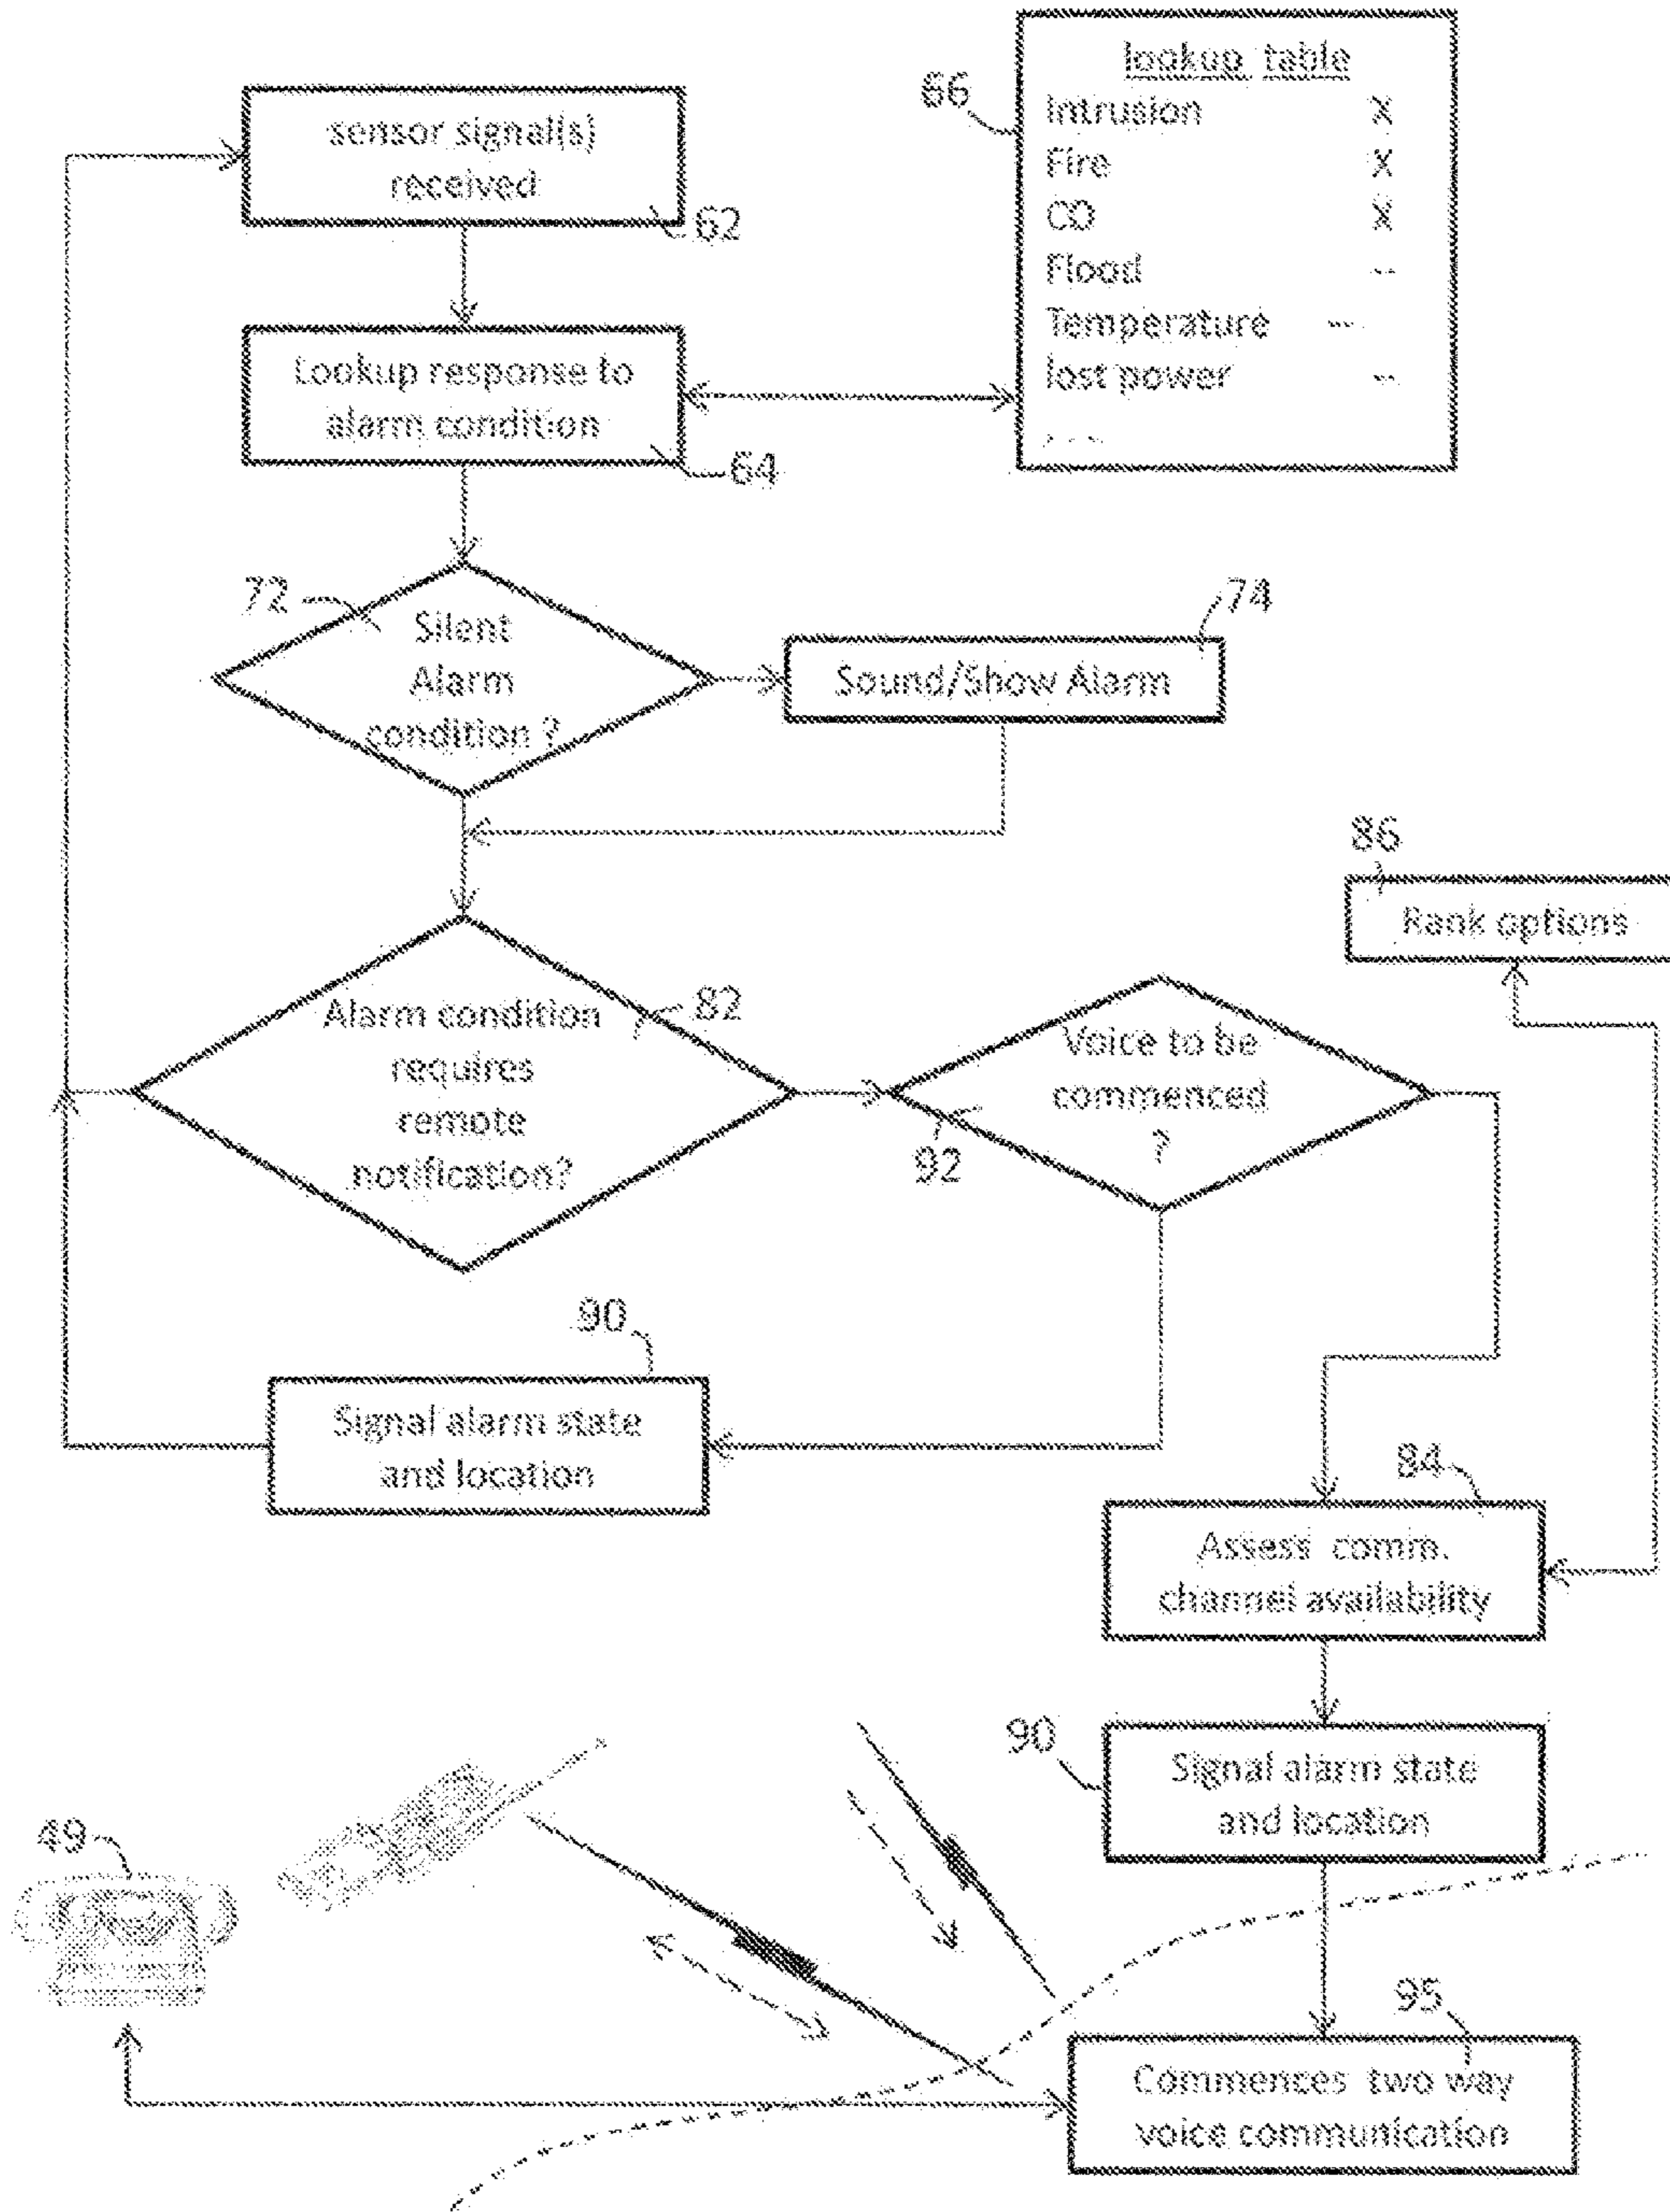 sensor signal(s)
received
62
66
lookup table
Intrusion X
Fire X
CO X
Flood --
Temperature ---
lost power --
. . .
Lookup response to
alarm condition
64
72
Silent
Alarm
condition ?
74
Sound/Show Alarm
86
Rank options
82
Alarm condition
requires
remote
notification?
Voice to be
commenced
?
92
90
Signal alarm state
and location
84
Assess comm.
channel availability
90
Signal alarm state
and location
49
95
Commences two way
voice communication